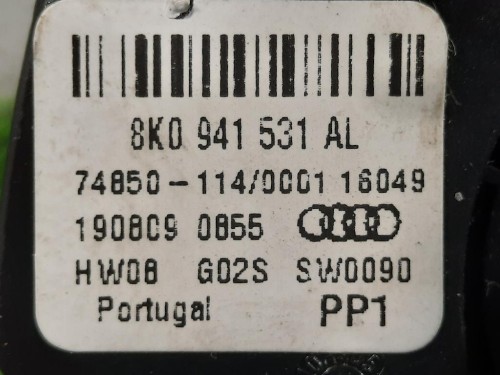 8K0 941 531 AL
74850-114/0001 16049
190809 0855
HW08 G02S SW0090
Portugal PP1